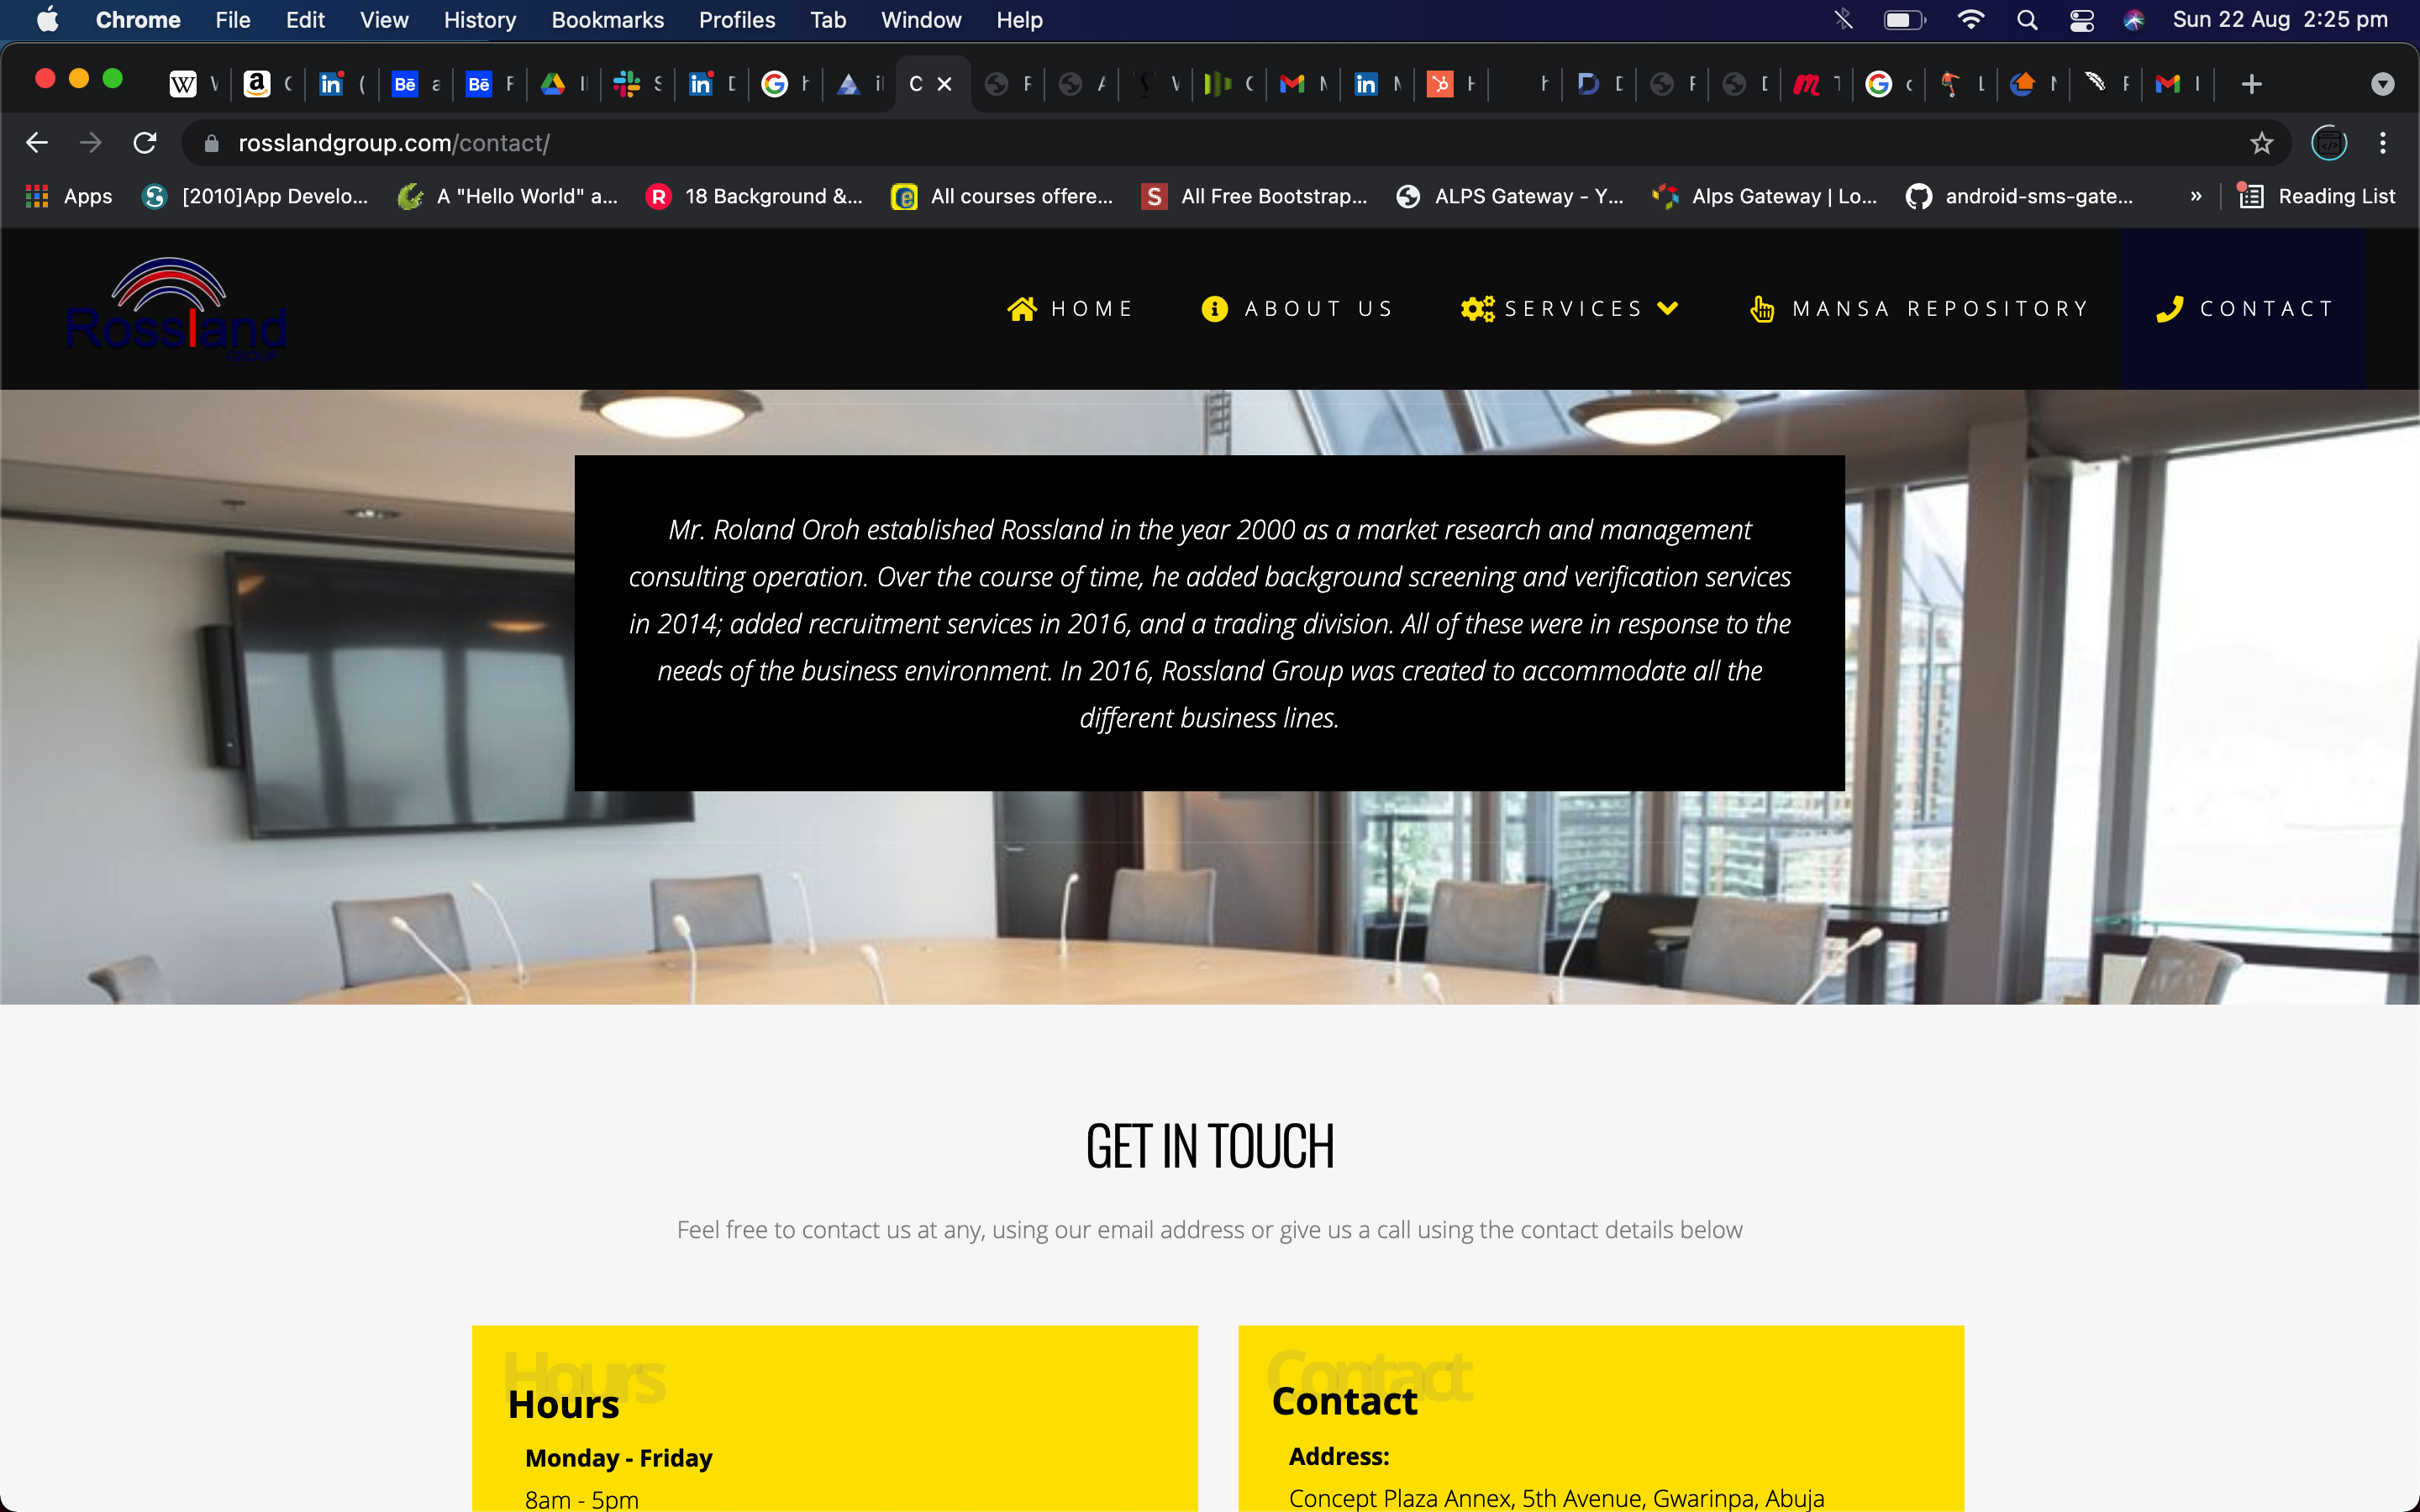 Chrome File Edit View History Bookmarks Profiles Tab Window Help Sun 22 Aug 2:25 pm
rosslandgroup.com/contact/
Apps [2010]App Develo... A "Hello World" a... 18 Background &... All courses offere... All Free Bootstrap... ALPS Gateway - Y... Alps Gateway | Lo... android-sms-gate... » Reading List
Rossland
GROUP
HOME ABOUT US SERVICES MANSA REPOSITORY CONTACT
Mr. Roland Oroh established Rossland in the year 2000 as a market research and management
consulting operation. Over the course of time, he added background screening and verification services
in 2014; added recruitment services in 2016, and a trading division. All of these were in response to the
needs of the business environment. In 2016, Rossland Group was created to accommodate all the
different business lines.
GET IN TOUCH
Feel free to contact us at any, using our email address or give us a call using the contact details below
Hours
Hours
Monday - Friday
8am - 5pm
Contact
Contact
Address:
Concept Plaza Annex, 5th Avenue, Gwarinpa, Abuja